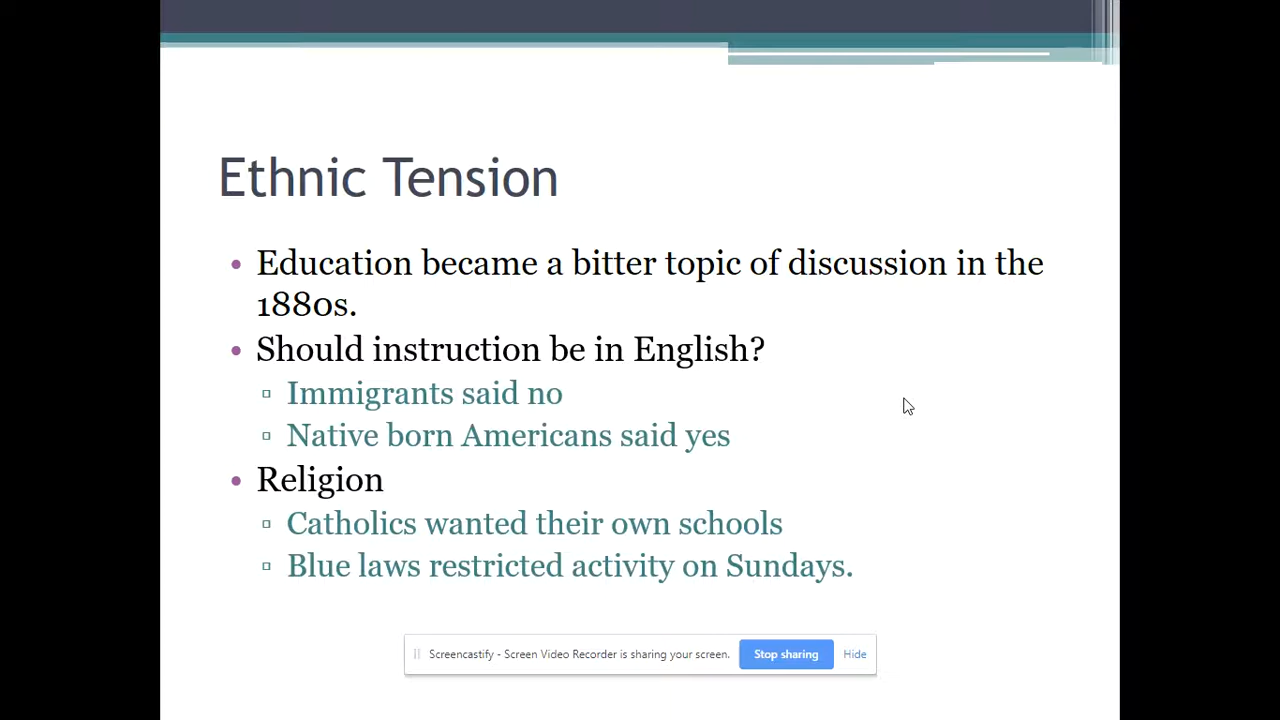 Ethnic Tension
• Education became a bitter topic of discussion in the
1880s.
• Should instruction be in English?
▫ Immigrants said no
▫ Native born Americans said yes
• Religion
▫ Catholics wanted their own schools
▫ Blue laws restricted activity on Sundays.
Screencastify - Screen Video Recorder is sharing your screen. Stop sharing Hide